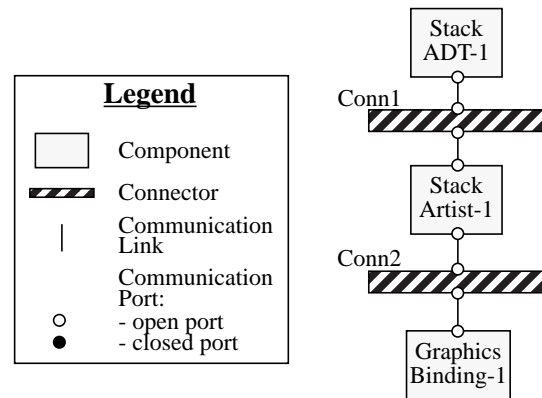 Legend
Component
Connector
Communication
Link
Communication
Port:
- open port
- closed port
Stack
ADT-1
Conn1
Stack
Artist-1
Conn2
Graphics
Binding-1